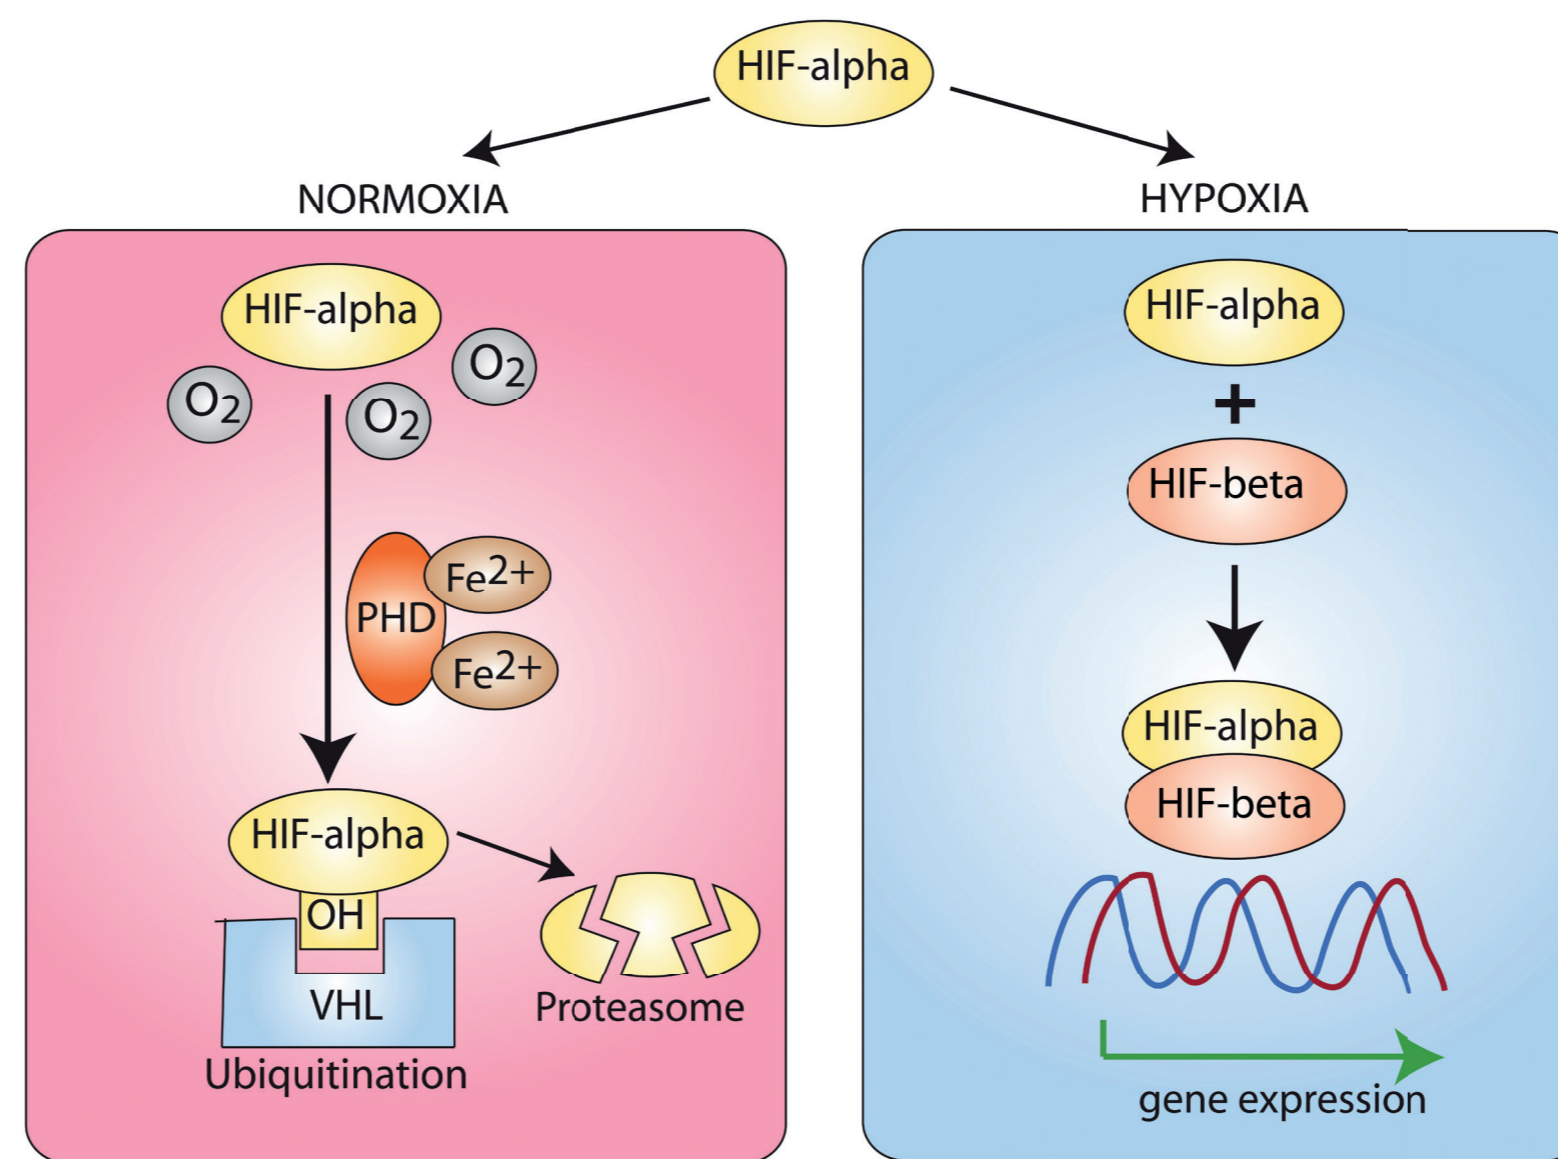 HIF-alpha
NORMOXIA
HIF-alpha
O2
O2
O2
PHD
Fe2+
Fe2+
HIF-alpha
OH
VHL
Ubiquitination
Proteasome
HYPOXIA
HIF-alpha
+
HIF-beta
HIF-alpha
HIF-beta
gene expression